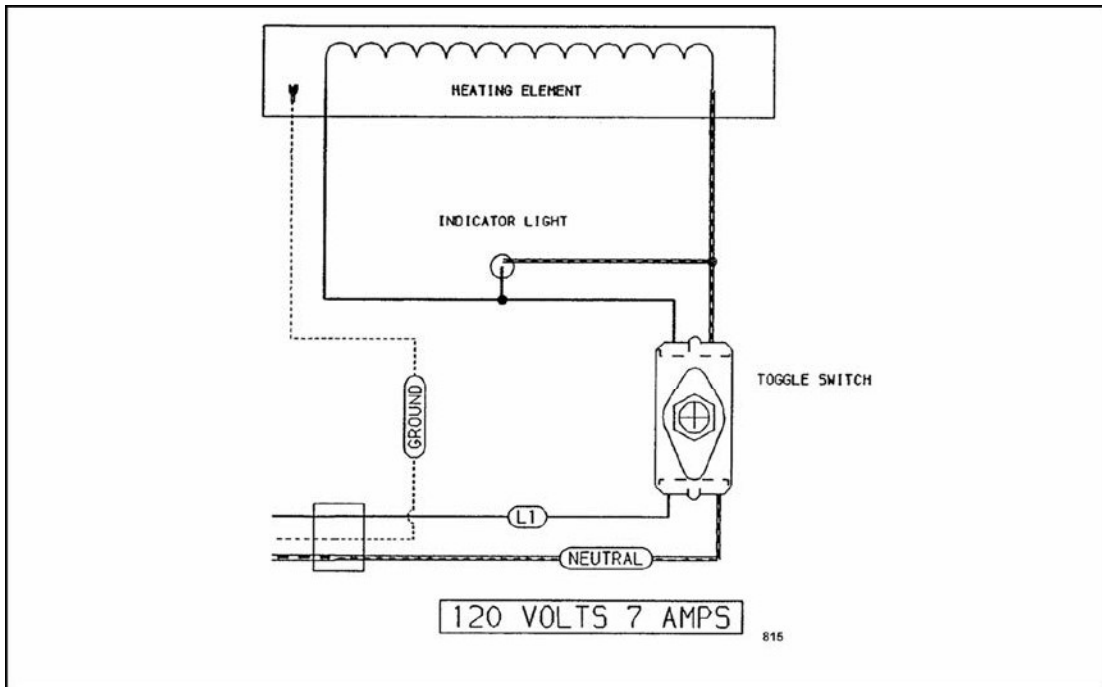 HEATING ELEMENT
INDICATOR LIGHT
TOGGLE SWITCH
GROUND
L1
NEUTRAL
120 VOLTS 7 AMPS
815